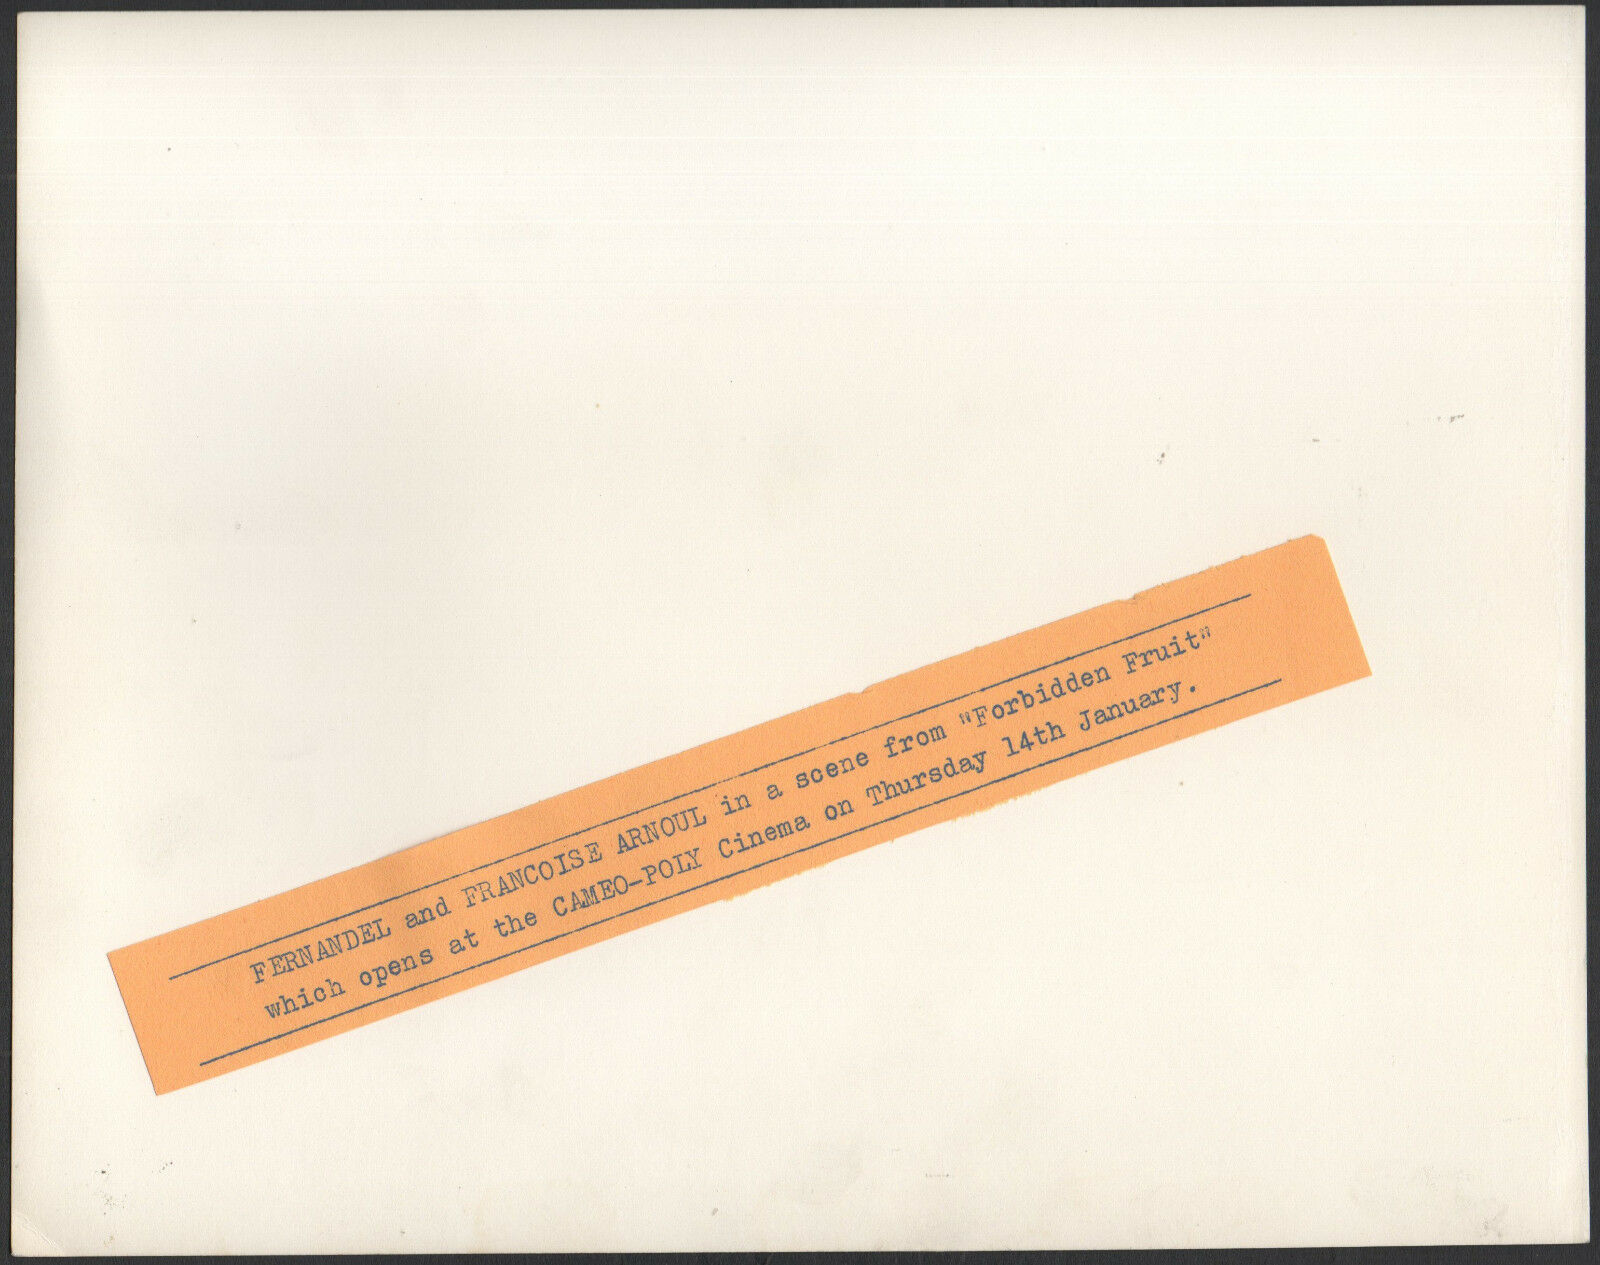 FERNANDEL and FRANCOISE ARNOUL in a scene from "Forbidden Fruit"
which opens at the CAMEO-POLY Cinema on Thursday 14th January.